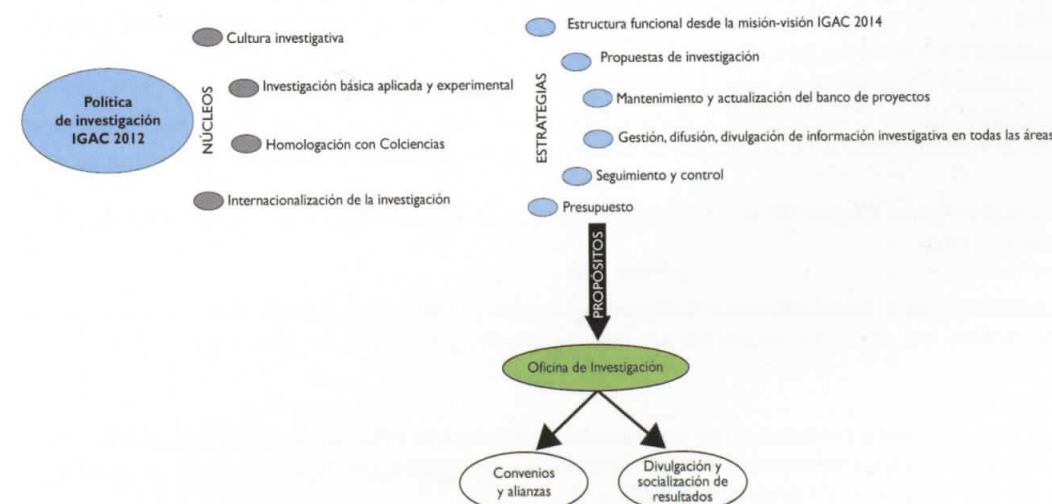 Política
de investigación
IGAC 2012
NÚCLEOS
Cultura investigativa
Investigación básica aplicada y experimental
Homologación con Colciencias
Internacionalización de la investigación
ESTRATEGIAS
Estructura funcional desde la misión-visión IGAC 2014
Propuestas de investigación
Mantenimiento y actualización del banco de proyectos
Gestión, difusión, divulgación de información investigativa en todas las áreas
Seguimiento y control
Presupuesto
PROPÓSITOS
Oficina de Investigación
Convenios
y alianzas
Divulgación y
socialización de
resultados